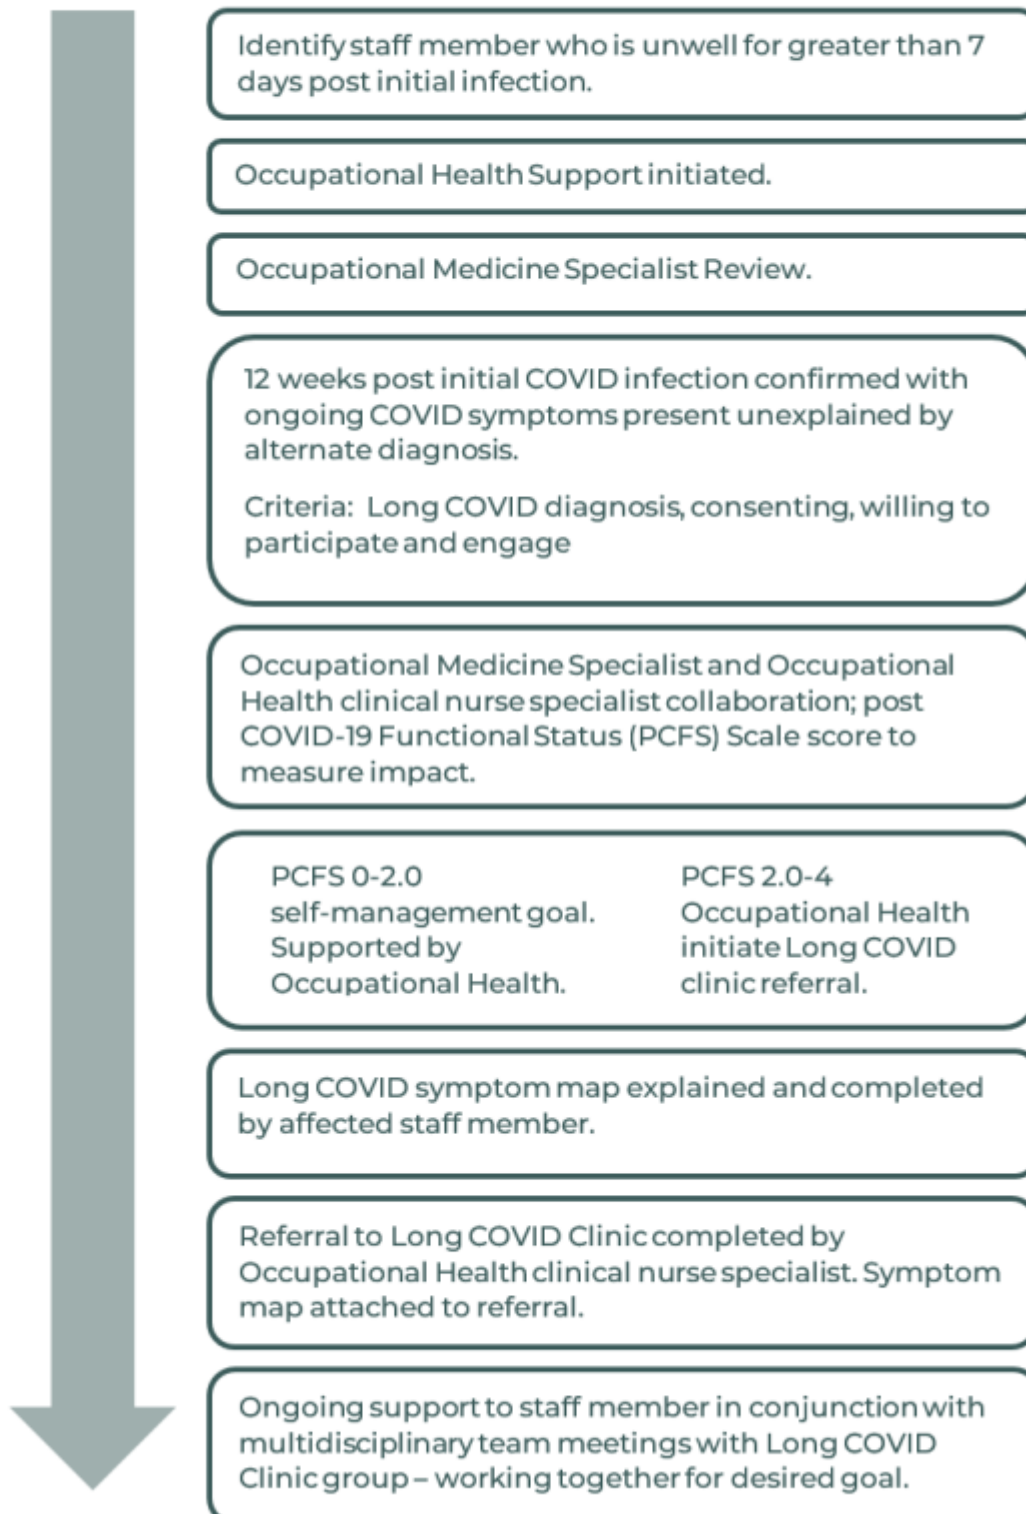 Identify staff member who is unwell for greater than 7
days post initial infection.
Occupational Health Support initiated.
Occupational Medicine Specialist Review.
12 weeks post initial COVID infection confirmed with
ongoing COVID symptoms present unexplained by
alternate diagnosis.
Criteria: Long COVID diagnosis, consenting, willing to
participate and engage
Occupational Medicine Specialist and Occupational
Health clinical nurse specialist collaboration; post
COVID-19 Functional Status (PCFS) Scale score to
measure impact.
PCFS 0-2.0
self-management goal.
Supported by
Occupational Health.
PCFS 2.0-4
Occupational Health
initiate Long COVID
clinic referral.
Long COVID symptom map explained and completed
by affected staff member.
Referral to Long COVID Clinic completed by
Occupational Health clinical nurse specialist. Symptom
map attached to referral.
Ongoing support to staff member in conjunction with
multidisciplinary team meetings with Long COVID
Clinic group – working together for desired goal.